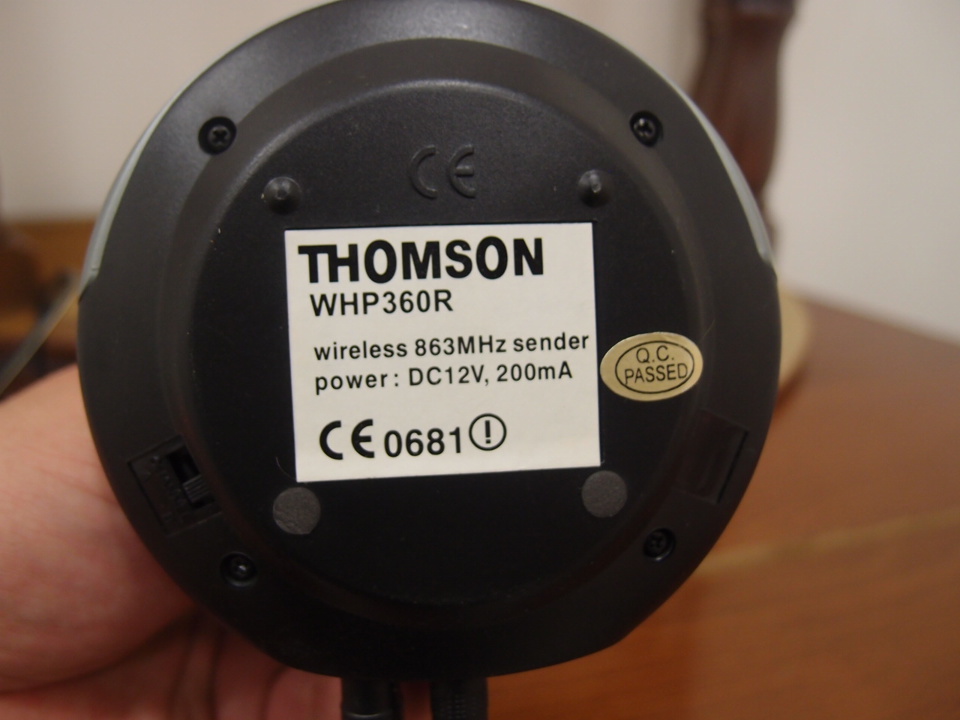 CE
THOMSON
WHP360R
wireless 863MHz sender
power: DC12V, 200mA
CE 0681
Q.C.
PASSED